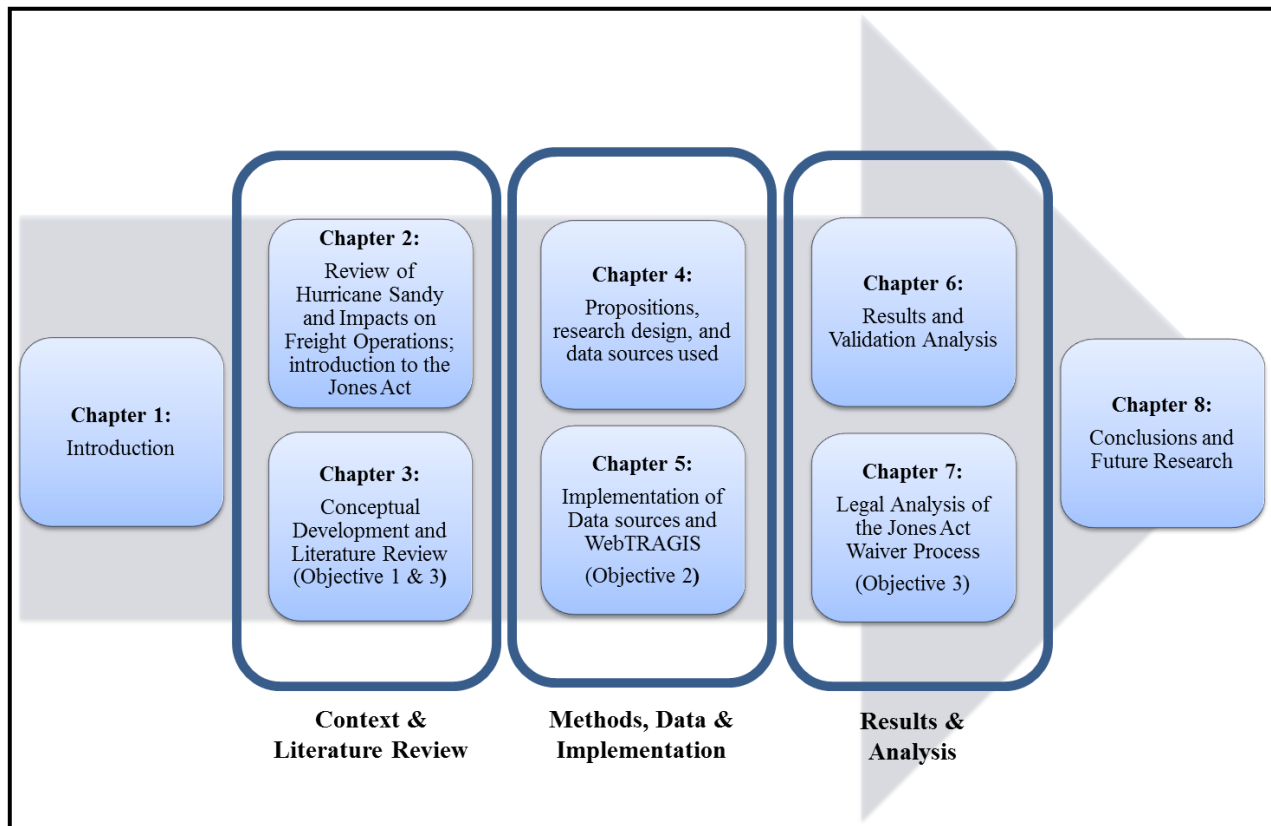 Chapter 1:
Introduction
Chapter 2:
Review of
Hurricane Sandy
and Impacts on
Freight Operations;
introduction to the
Jones Act
Chapter 3:
Conceptual
Development and
Literature Review
(Objective 1 & 3)
Context &
Literature Review
Chapter 4:
Propositions,
research design, and
data sources used
Chapter 5:
Implementation of
Data sources and
WebTRAGIS
(Objective 2)
Methods, Data &
Implementation
Chapter 6:
Results and
Validation Analysis
Chapter 7:
Legal Analysis of
the Jones Act
Waiver Process
(Objective 3)
Results &
Analysis
Chapter 8:
Conclusions and
Future Research